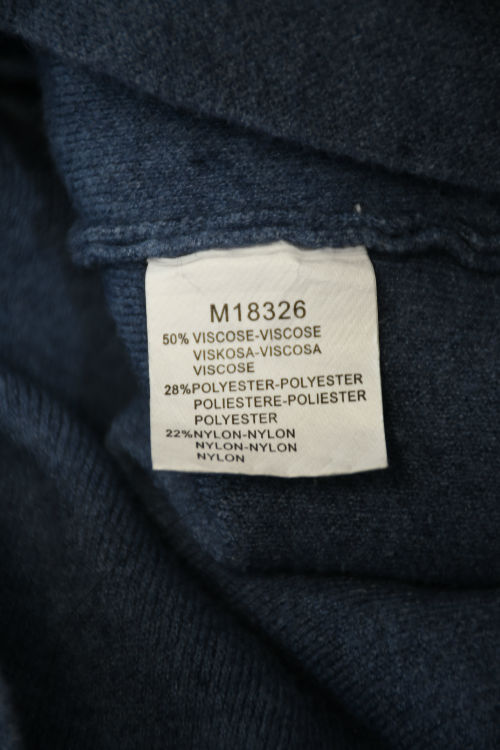 M18326
50% VISCOSE-VISCOSE
VISKOSA-VISCOSA
VISCOSE
28%POLYESTER-POLYESTER
POLIESTERE-POLIESTER
POLYESTER
22%NYLON-NYLON
NYLON-NYLON
NYLON